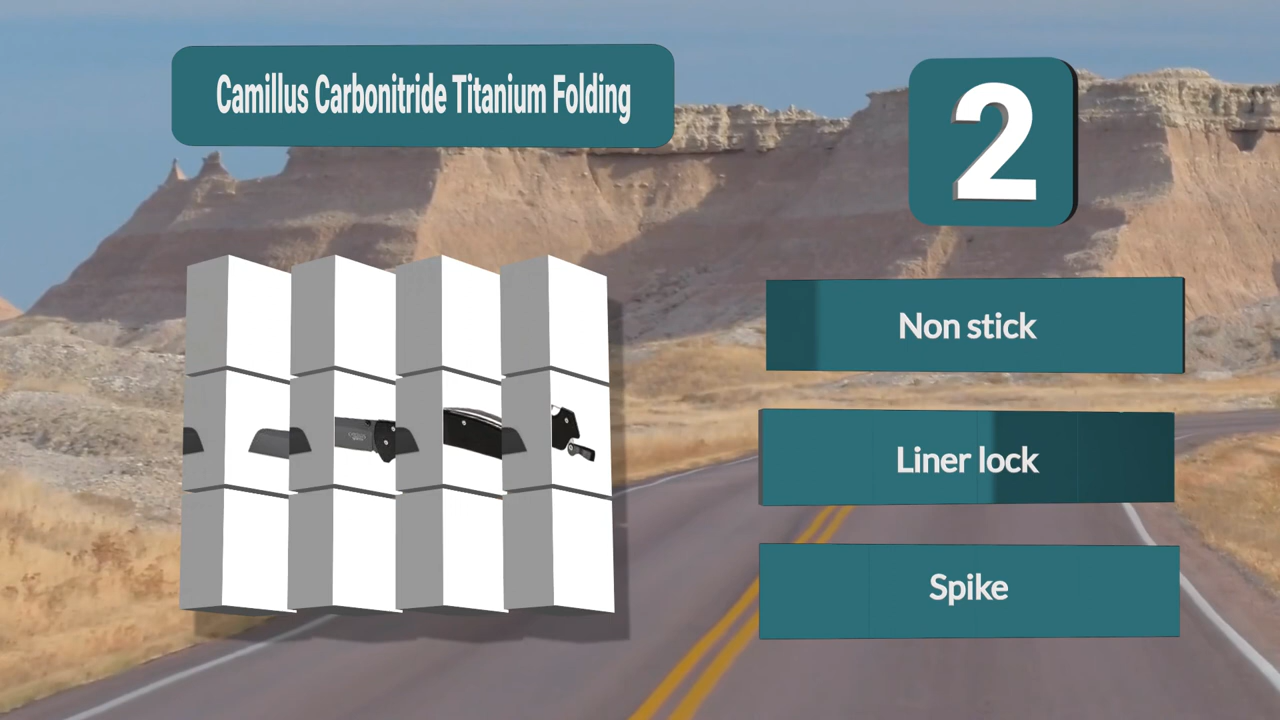 Camillus Carbonitride Titanium Folding
2
Non stick
Liner lock
Spike